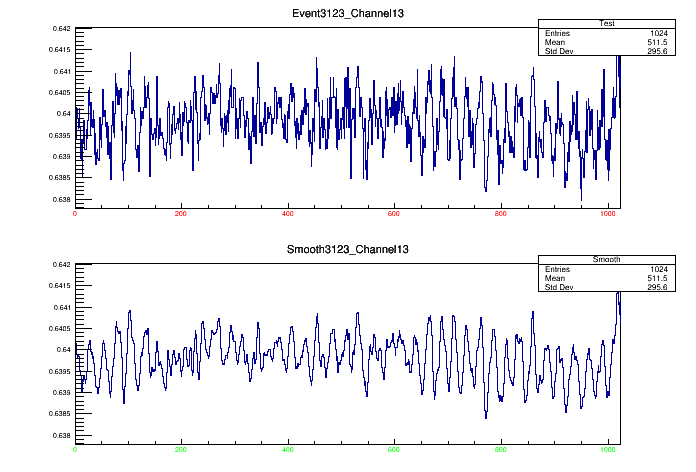 Event3123_Channel13
Test
Entries 1024
Mean 511.5
Std Dev 295.6
0.642
0.6415
0.641
0.6405
0.64
0.6395
0.639
0.6385
0.638
0 200 400 600 800 1000
Smooth3123_Channel13
Smooth
Entries 1024
Mean 511.5
Std Dev 295.6
0.642
0.6415
0.641
0.6405
0.64
0.6395
0.639
0.6385
0.638
0 200 400 600 800 1000